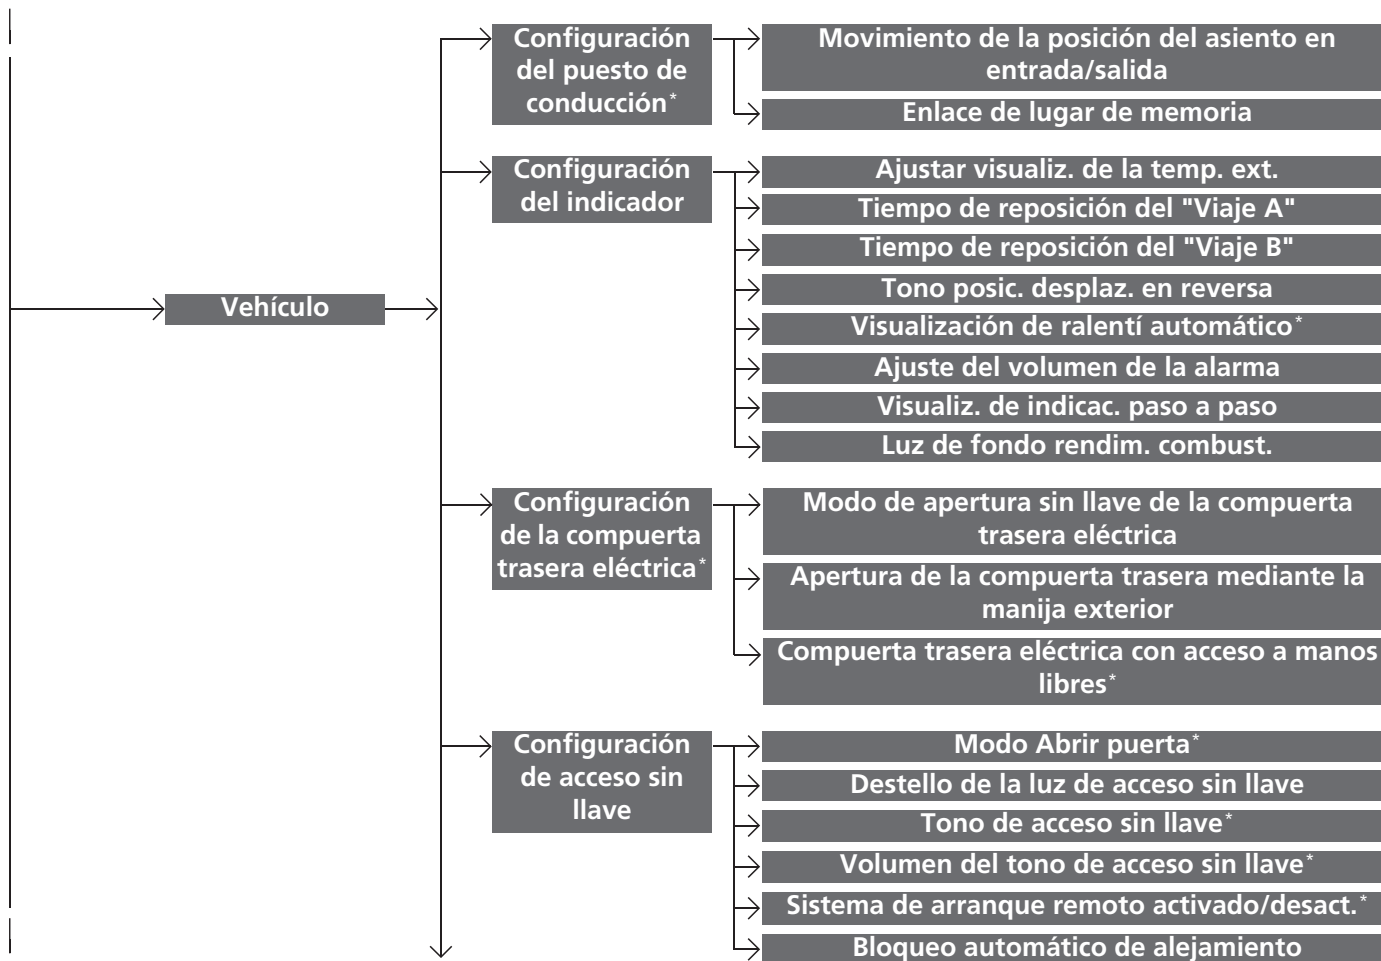 Vehículo
Configuración
del puesto de
conducción*
Movimiento de la posición del asiento en
entrada/salida
Enlace de lugar de memoria
Configuración
del indicador
Ajustar visualiz. de la temp. ext.
Tiempo de reposición del "Viaje A"
Tiempo de reposición del "Viaje B"
Tono posic. desplaz. en reversa
Visualización de ralentí automático*
Ajuste del volumen de la alarma
Visualiz. de indicac. paso a paso
Luz de fondo rendim. combust.
Configuración
de la compuerta
trasera eléctrica*
Modo de apertura sin llave de la compuerta
trasera eléctrica
Apertura de la compuerta trasera mediante la
manija exterior
Compuerta trasera eléctrica con acceso a manos
libres*
Configuración
de acceso sin
llave
Modo Abrir puerta*
Destello de la luz de acceso sin llave
Tono de acceso sin llave*
Volumen del tono de acceso sin llave*
Sistema de arranque remoto activado/desact.*
Bloqueo automático de alejamiento